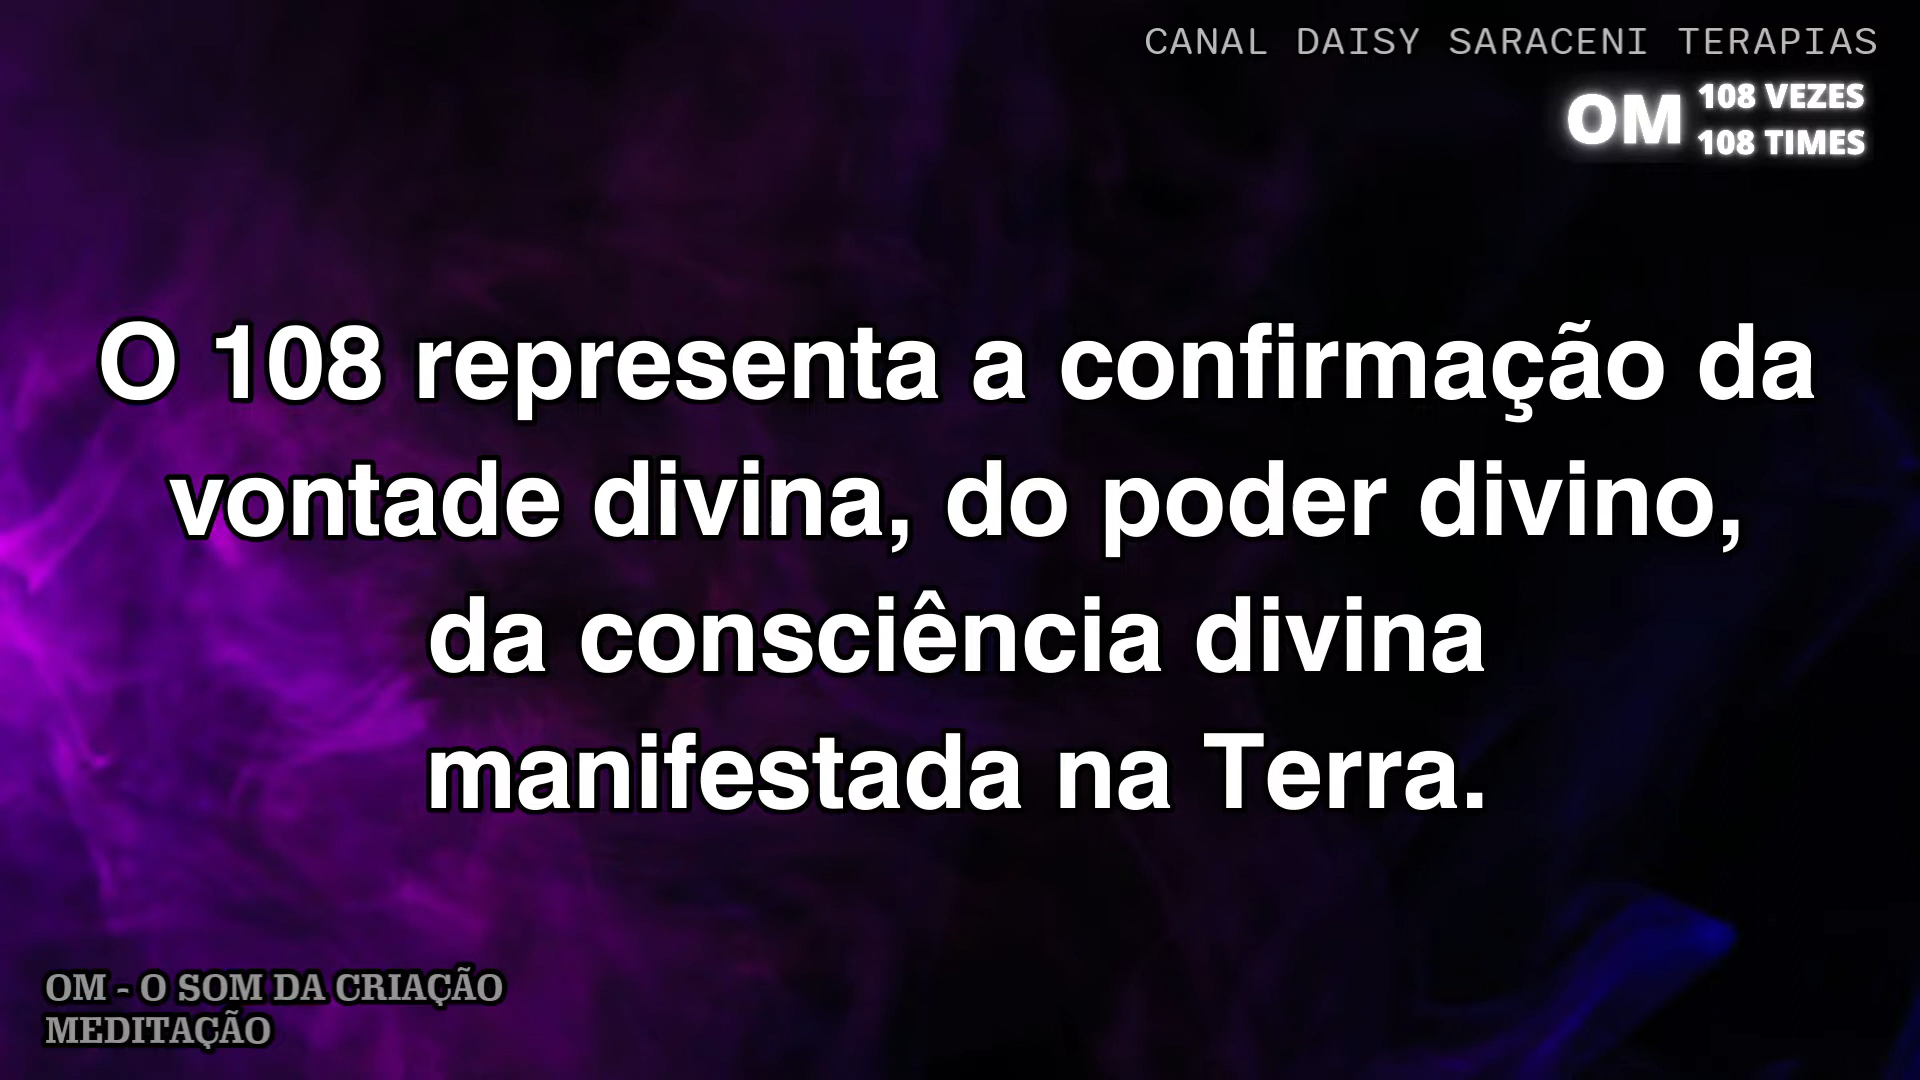 CANAL DAISY SARACENI TERAPIAS
OM 108 VEZES
108 TIMES
O 108 representa a confirmação da
vontade divina, do poder divino,
da consciência divina
manifestada na Terra.
OM - O SOM DA CRIAÇÃO
MEDITAÇÃO